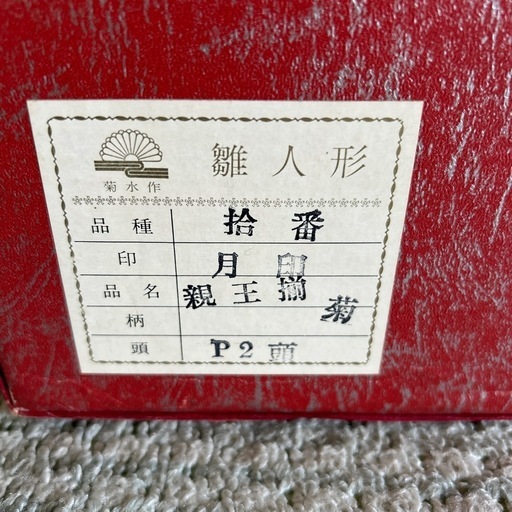 雛人形
菊水作
品種 拾番
印 月印
品名 親王揃
柄 菊
頭 P2頭